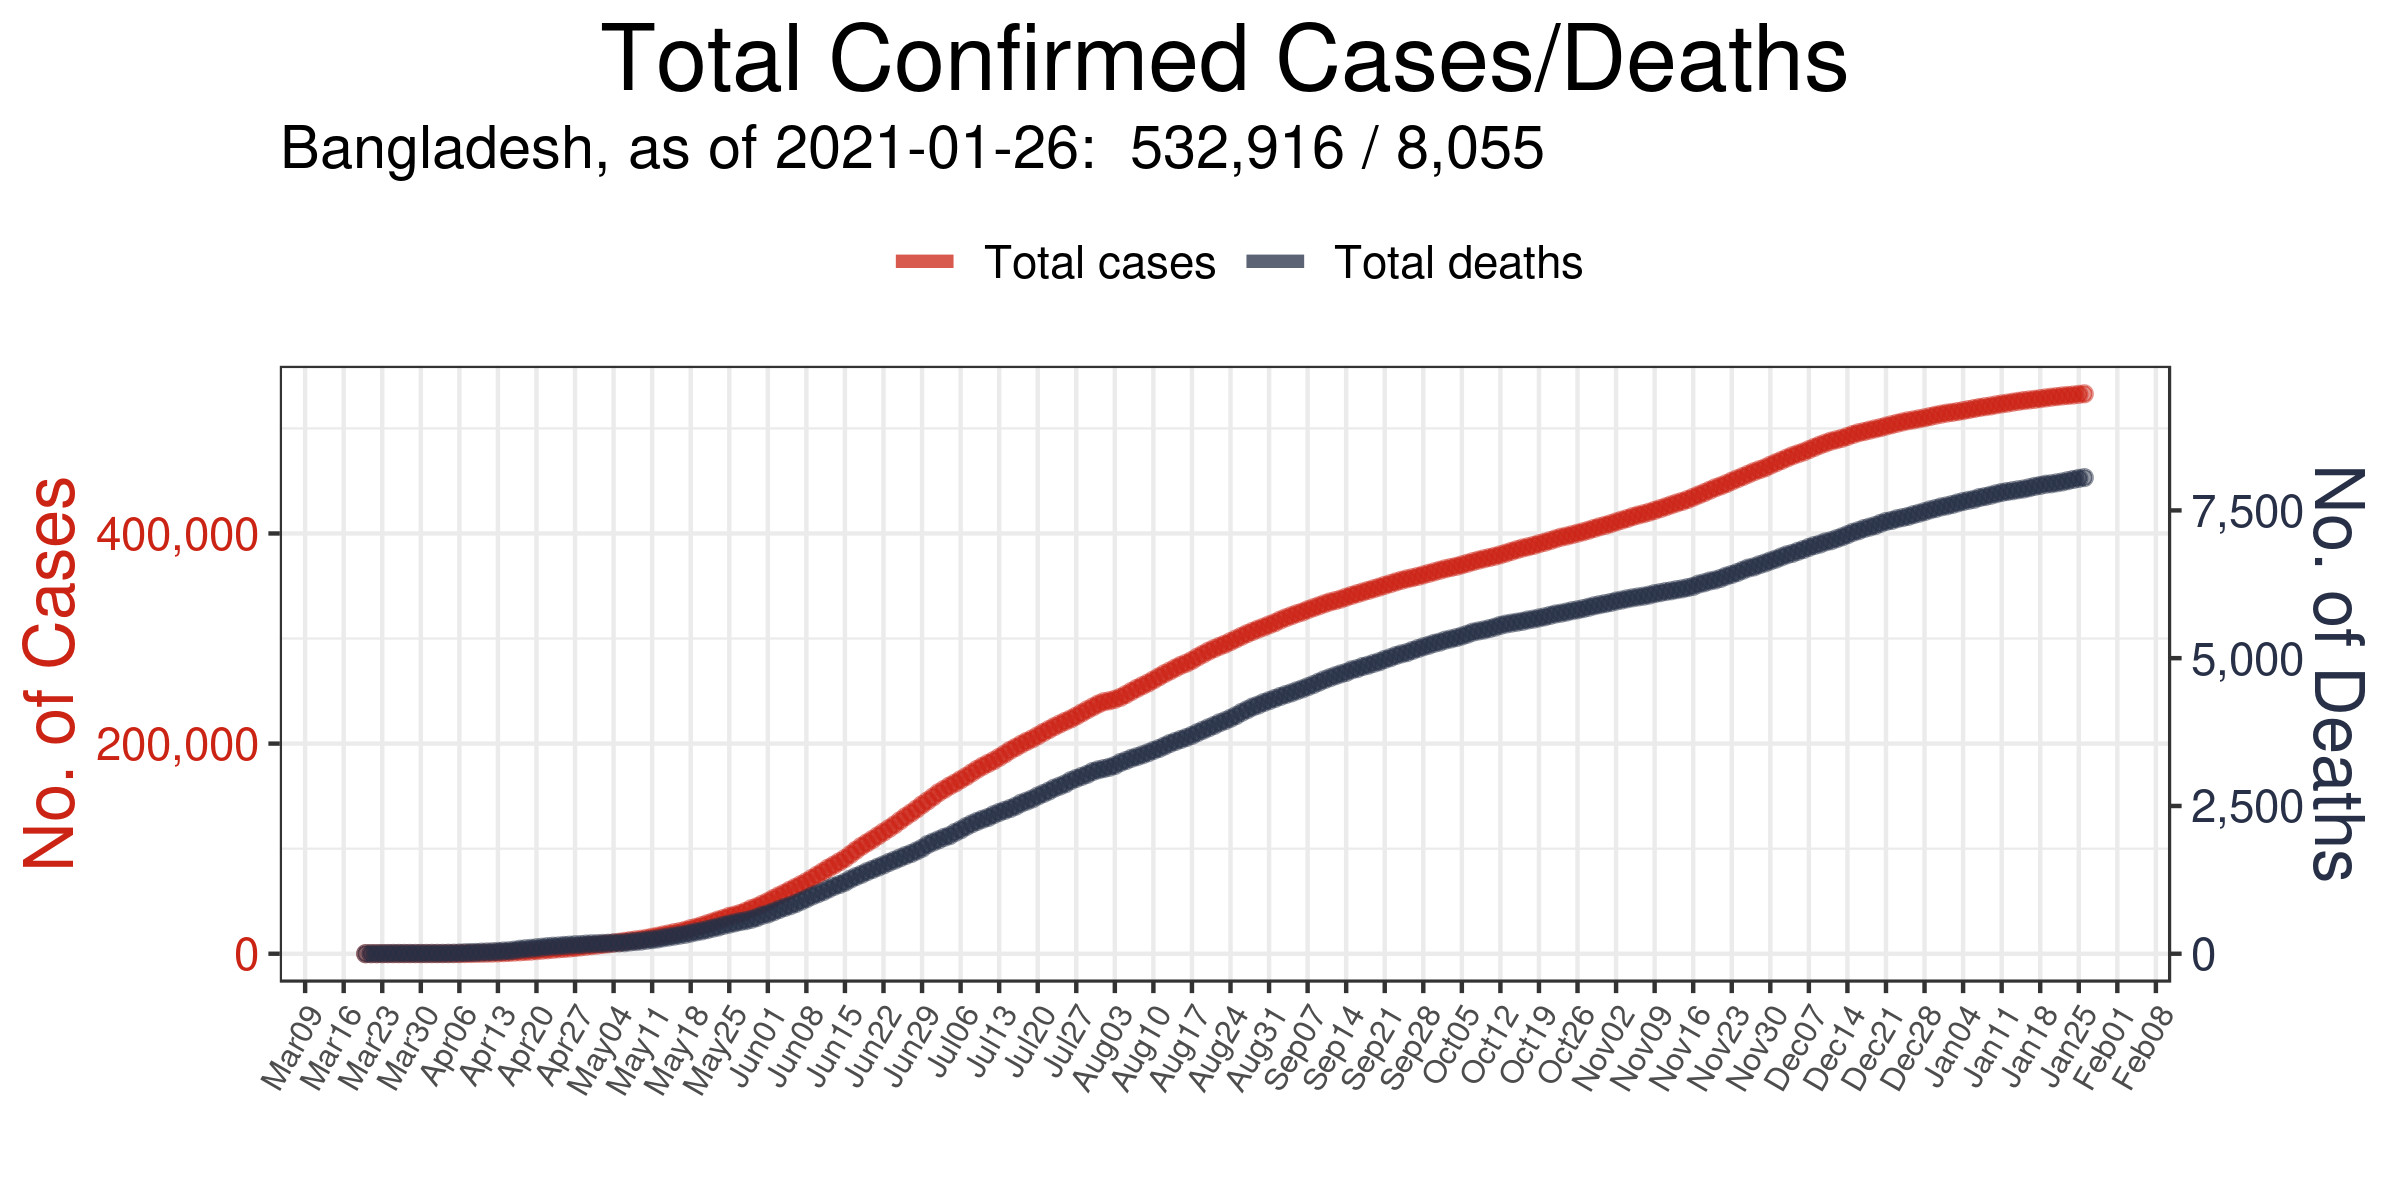 Total Confirmed Cases/Deaths
Bangladesh, as of 2021-01-26:  532,916 / 8,055
Total cases
Total deaths
No. of Cases
400,000
200,000
0
7,500
5,000
2,500
0
No. of Deaths
Mar09
Mar16
Mar23
Mar30
Apr06
Apr13
Apr20
Apr27
May04
May11
May18
May25
Jun01
Jun08
Jun15
Jun22
Jun29
Jul06
Jul13
Jul20
Jul27
Aug03
Aug10
Aug17
Aug24
Aug31
Sep07
Sep14
Sep21
Sep28
Oct05
Oct12
Oct19
Oct26
Nov02
Nov09
Nov16
Nov23
Nov30
Dec07
Dec14
Dec21
Dec28
Jan04
Jan11
Jan18
Jan25
Feb01
Feb08